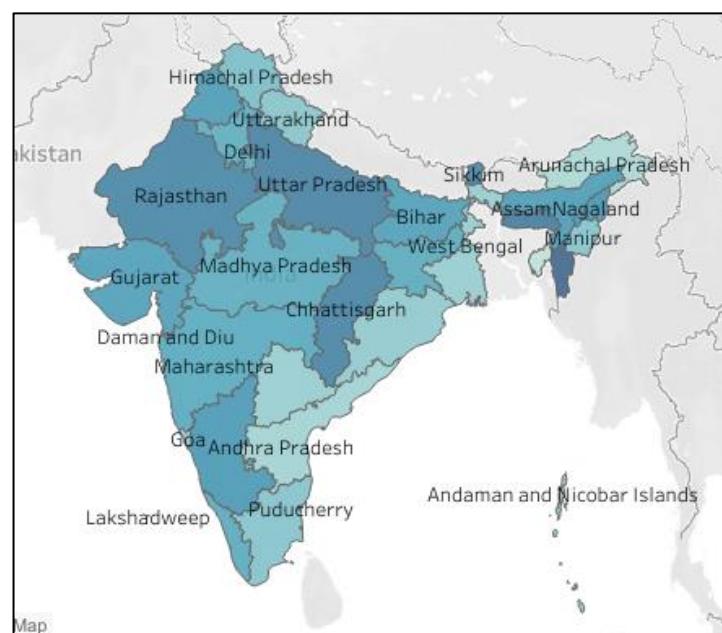 Himachal Pradesh
Uttarakhand
akistan
Delhi
Arunachal Pradesh
Sikkim
Rajasthan
Uttar Pradesh
Bihar
Assam
Nagaland
West Bengal
Manipur
Gujarat
Madhya Pradesh
Chhattisgarh
Daman and Diu
Maharashtra
Goa
Andhra Pradesh
Andaman and Nicobar Islands
Lakshadweep
Puducherry
Map